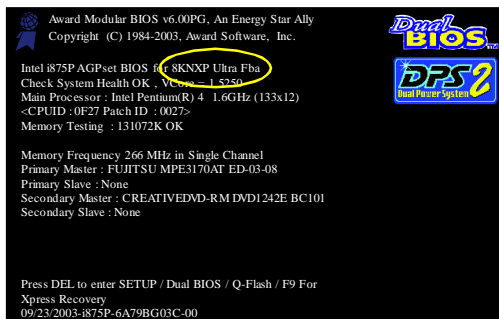 Award Modular BIOS v6.00PG, An Energy Star Ally
Copyright (C) 1984-2003, Award Software, Inc.
Dual
BIOS
Intel i875P AGPset BIOS for 8KNXP Ultra Fba
Check System Health OK , VCore = 1.5250
Main Processor : Intel Pentium(R) 4 1.6GHz (133x12)
<CPUID : 0F27 Patch ID : 0027>
Memory Testing : 131072K OK
DPS2
Dual Power System
Memory Frequency 266 MHz in Single Channel
Primary Master : FUJITSU MPE3170AT ED-03-08
Primary Slave : None
Secondary Master : CREATIVEDVD-RM DVD1242E BC101
Secondary Slave : None
Press DEL to enter SETUP / Dual BIOS / Q-Flash / F9 For
Xpress Recovery
09/23/2003-i875P-6A79BG03C-00